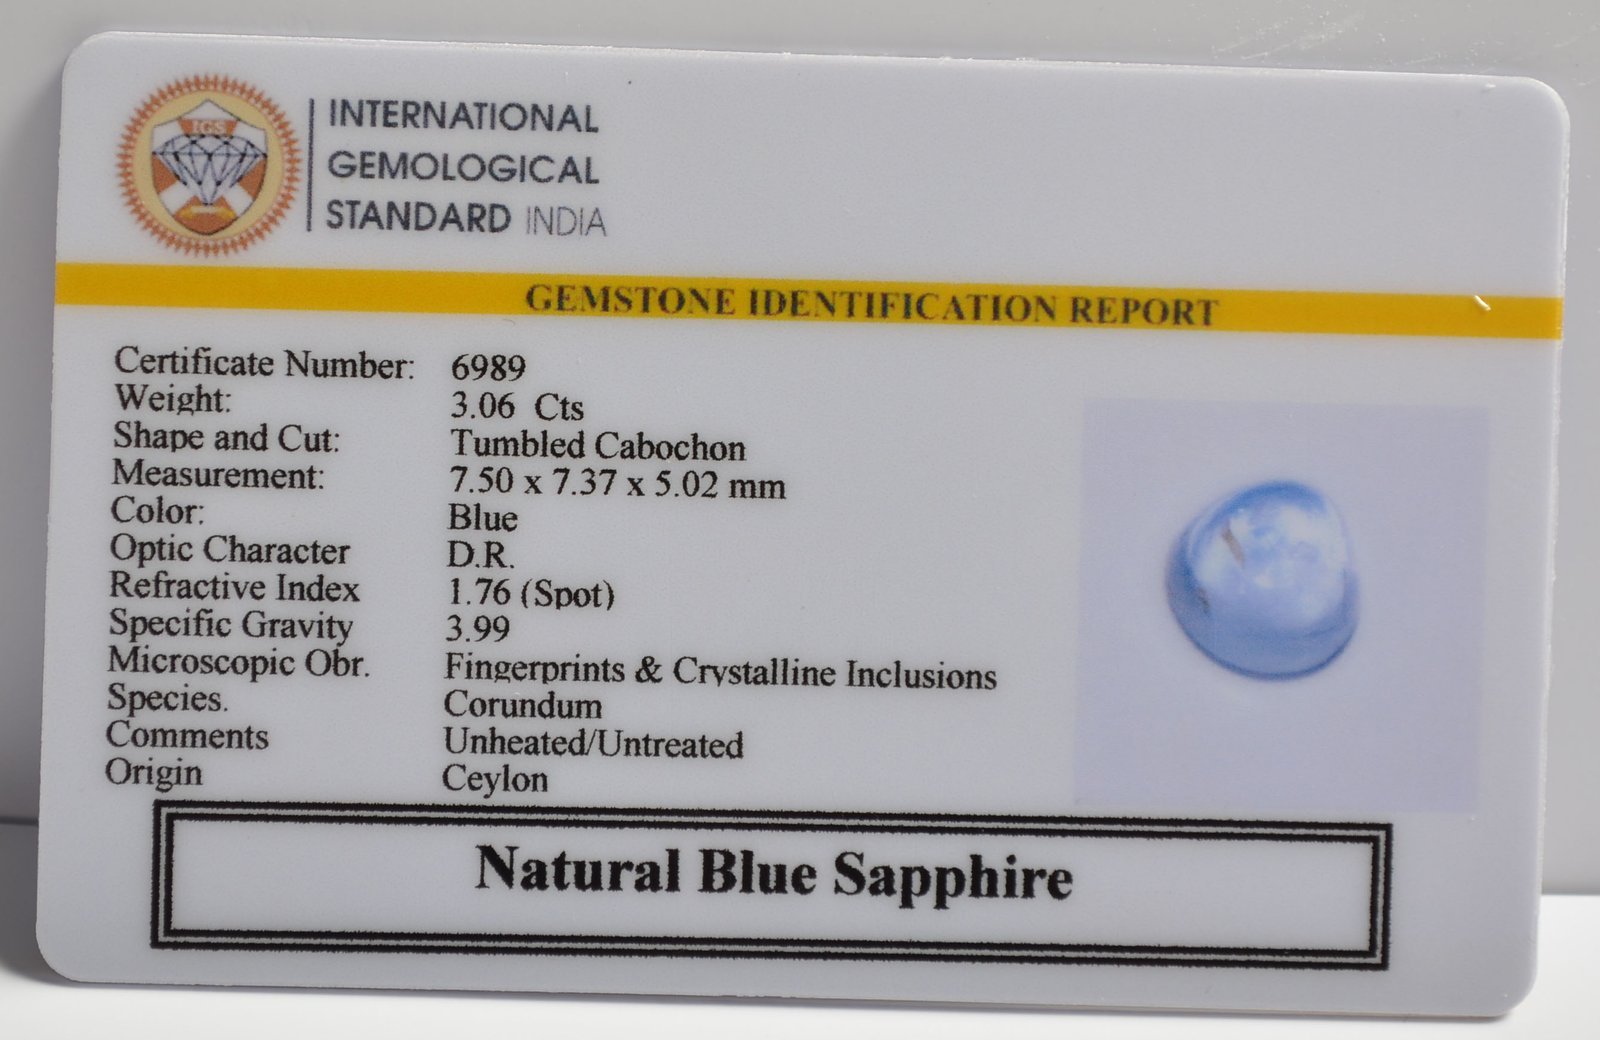 IGS
INTERNATIONAL
GEMOLOGICAL
STANDARD INDIA
GEMSTONE IDENTIFICATION REPORT
Certificate Number: 6989
Weight: 3.06 Cts
Shape and Cut: Tumbled Cabochon
Measurement: 7.50 x 7.37 x 5.02 mm
Color: Blue
Optic Character D.R.
Refractive Index 1.76 (Spot)
Specific Gravity 3.99
Microscopic Obr. Fingerprints & Crystalline Inclusions
Species. Corundum
Comments Unheated/Untreated
Origin Ceylon
Natural Blue Sapphire